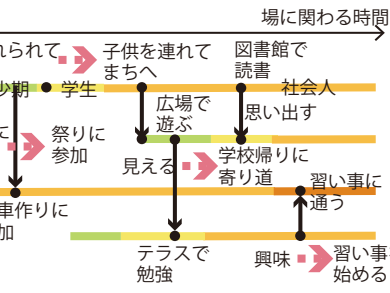 場に関わる時間
れられて
子供を連れて
まちへ
図書館で
読書
少期
学生
社会人
広場で
遊ぶ
思い出す
に
祭りに
参加
見える
学校帰りに
寄り道
習い事に
通う
車作りに
加
テラスで
勉強
興味
習い事
始める